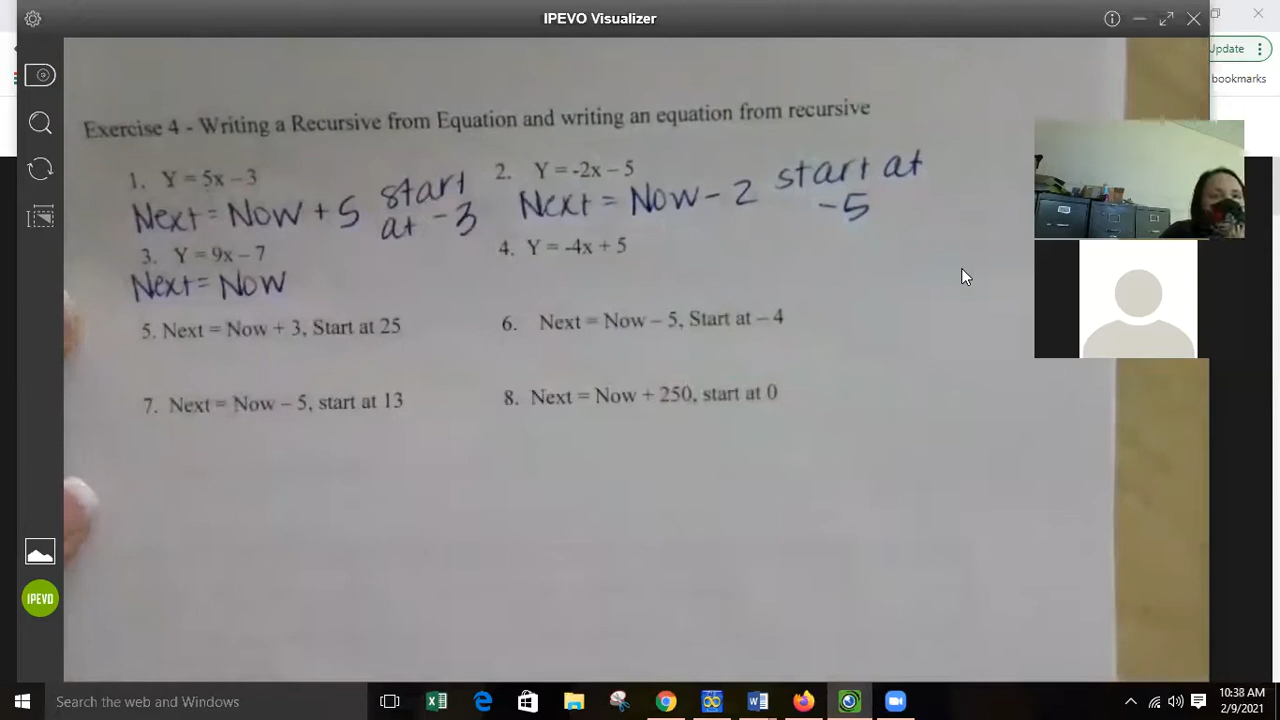 IPEVO Visualizer
Update
bookmarks
Exercise 4 - Writing a Recursive from Equation and writing an equation from recursive
1. Y = 5x – 3
Next = Now + 5 start at -3
2. Y = -2x – 5
Next = Now - 2 start at -5
3. Y = 9x – 7
Next = Now
4. Y = -4x + 5
5. Next = Now + 3, Start at 25
6. Next = Now – 5, Start at – 4
7. Next = Now – 5, start at 13
8. Next = Now + 250, start at 0
IPEVO
Search the web and Windows
10:38 AM
2/9/2021